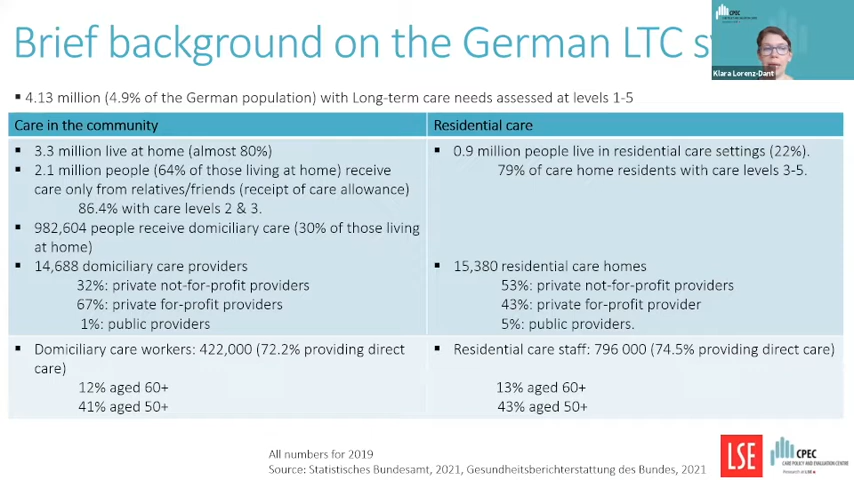 Brief background on the German LTC s
CPEC
Klara Lorenz-Dant
▪ 4.13 million (4.9% of the German population) with Long-term care needs assessed at levels 1-5
Care in the community
▪ 3.3 million live at home (almost 80%)
▪ 2.1 million people (64% of those living at home) receive
care only from relatives/friends (receipt of care allowance)
86.4% with care levels 2 & 3.
▪ 982,604 people receive domiciliary care (30% of those living
at home)
▪ 14,688 domiciliary care providers
32%: private not-for-profit providers
67%: private for-profit providers
1%: public providers
▪ Domiciliary care workers: 422,000 (72.2% providing direct
care)
12% aged 60+
41% aged 50+
Residential care
▪ 0.9 million people live in residential care settings (22%).
79% of care home residents with care levels 3-5.
▪ 15,380 residential care homes
53%: private not-for-profit providers
43%: private for-profit provider
5%: public providers.
▪ Residential care staff: 796 000 (74.5% providing direct care)
13% aged 60+
43% aged 50+
All numbers for 2019
Source: Statistisches Bundesamt, 2021, Gesundheitsberichterstattung des Bundes, 2021
LSE
CPEC
CARE POLICY AND EVALUATION CENTRE
Research at LSE